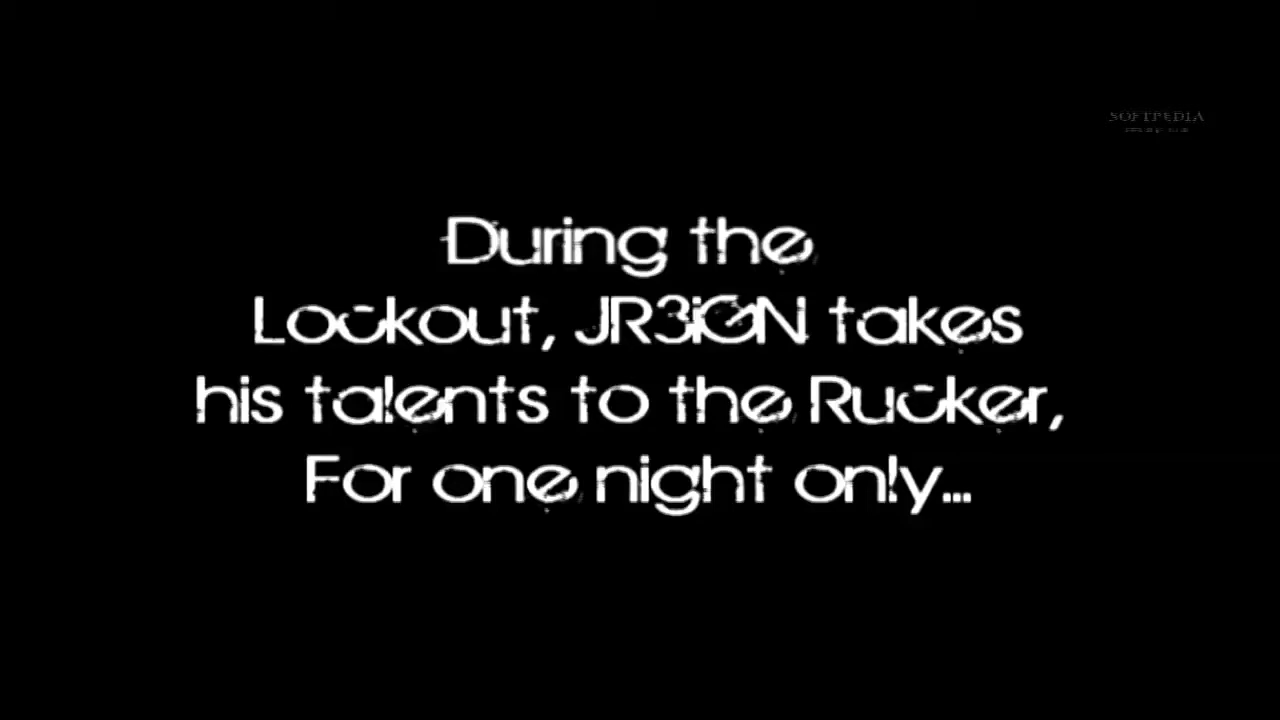 SOFTPEDIA
During the
Lockout, JR3iGN takes
his talents to the Rucker,
For one night only...